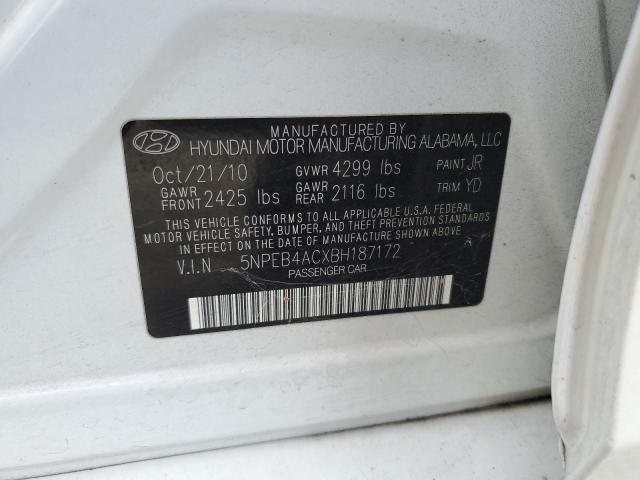 MANUFACTURED BY
HYUNDAI MOTOR MANUFACTURING ALABAMA, LLC
Oct/21/10 GVWR 4299 lbs PAINT JR
GAWR FRONT 2425 lbs GAWR REAR 2116 lbs TRIM YD
THIS VEHICLE CONFORMS TO ALL APPLICABLE U.S.A. FEDERAL
MOTOR VEHICLE SAFETY, BUMPER, AND THEFT PREVENTION STANDARDS
IN EFFECT ON THE DATE OF MANUFACTURE SHOWN ABOVE
V.I.N 5NPEB4ACXBH187172
PASSENGER CAR